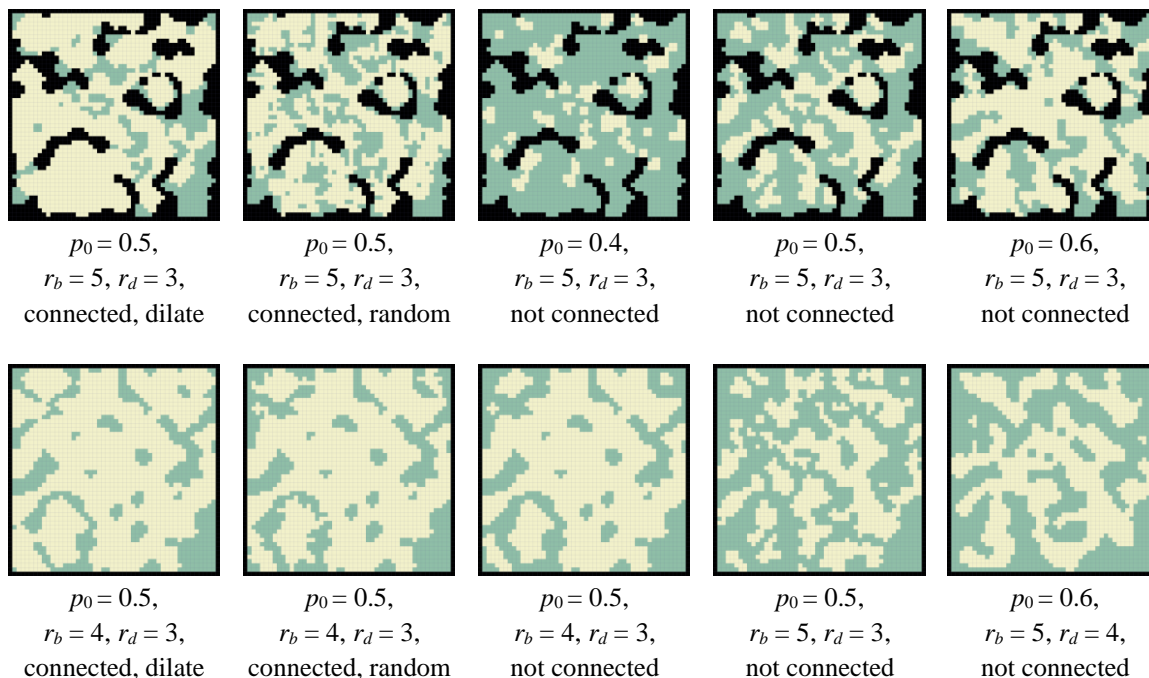 p0 = 0.5,
rb = 5, rd = 3,
connected, dilate
p0 = 0.5,
rb = 5, rd = 3,
connected, random
p0 = 0.4,
rb = 5, rd = 3,
not connected
p0 = 0.5,
rb = 5, rd = 3,
not connected
p0 = 0.6,
rb = 5, rd = 3,
not connected
p0 = 0.5,
rb = 4, rd = 3,
connected, dilate
p0 = 0.5,
rb = 4, rd = 3,
connected, random
p0 = 0.5,
rb = 4, rd = 3,
not connected
p0 = 0.5,
rb = 5, rd = 3,
not connected
p0 = 0.6,
rb = 5, rd = 4,
not connected